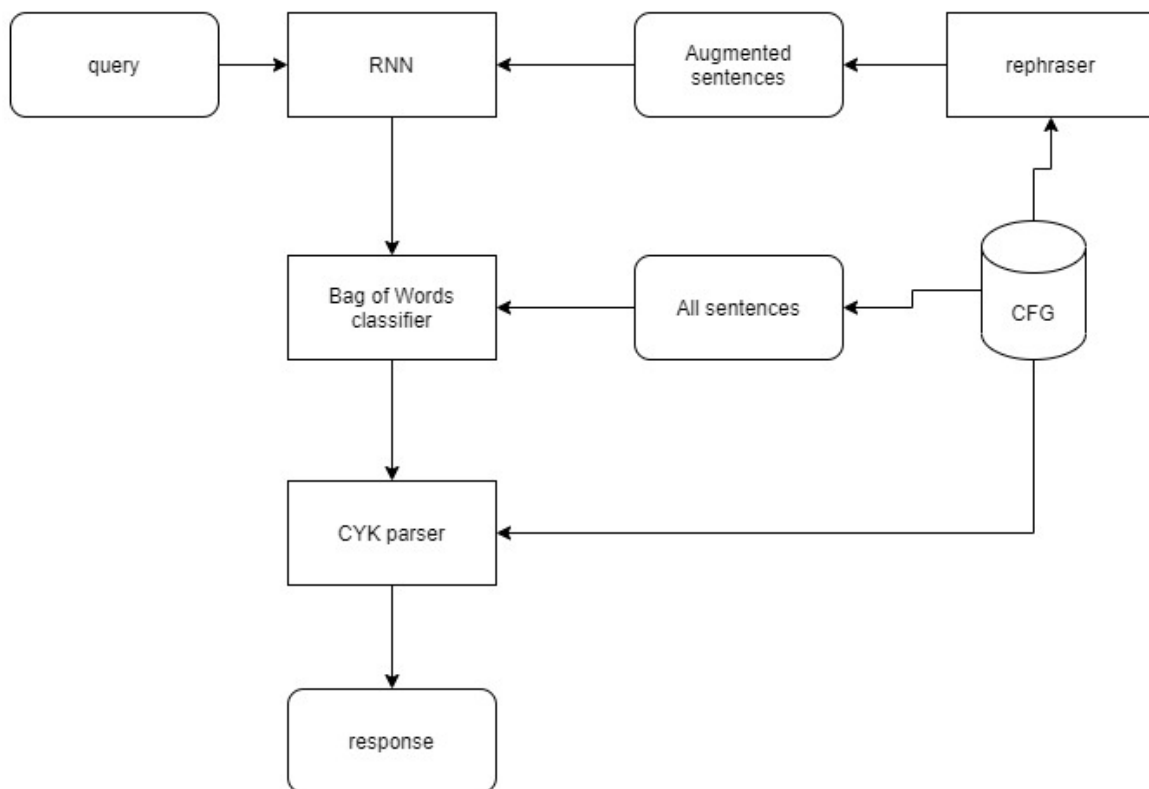 query
RNN
Augmented
sentences
rephraser
Bag of Words
classifier
All sentences
CFG
CYK parser
response